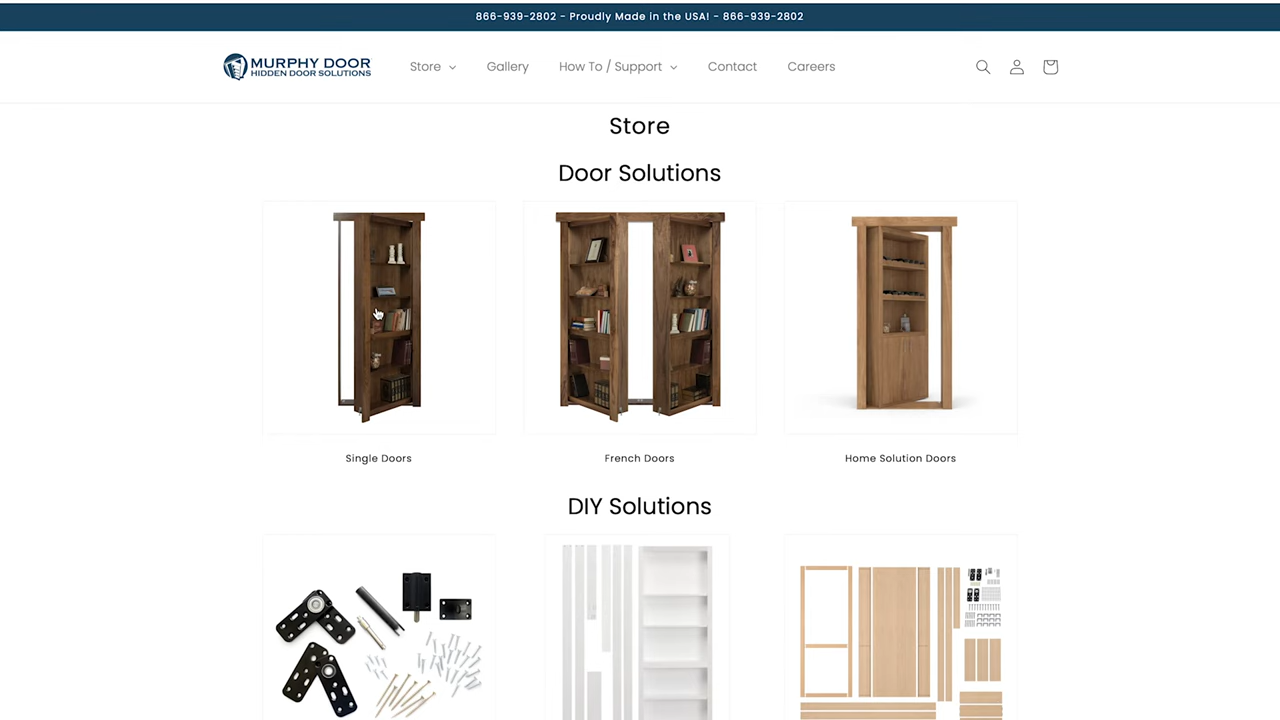 866-939-2802 - Proudly Made in the USA! - 866-939-2802
MURPHY DOOR
HIDDEN DOOR SOLUTIONS
Store
Gallery
How To / Support
Contact
Careers
Store
Door Solutions
Single Doors
French Doors
Home Solution Doors
DIY Solutions